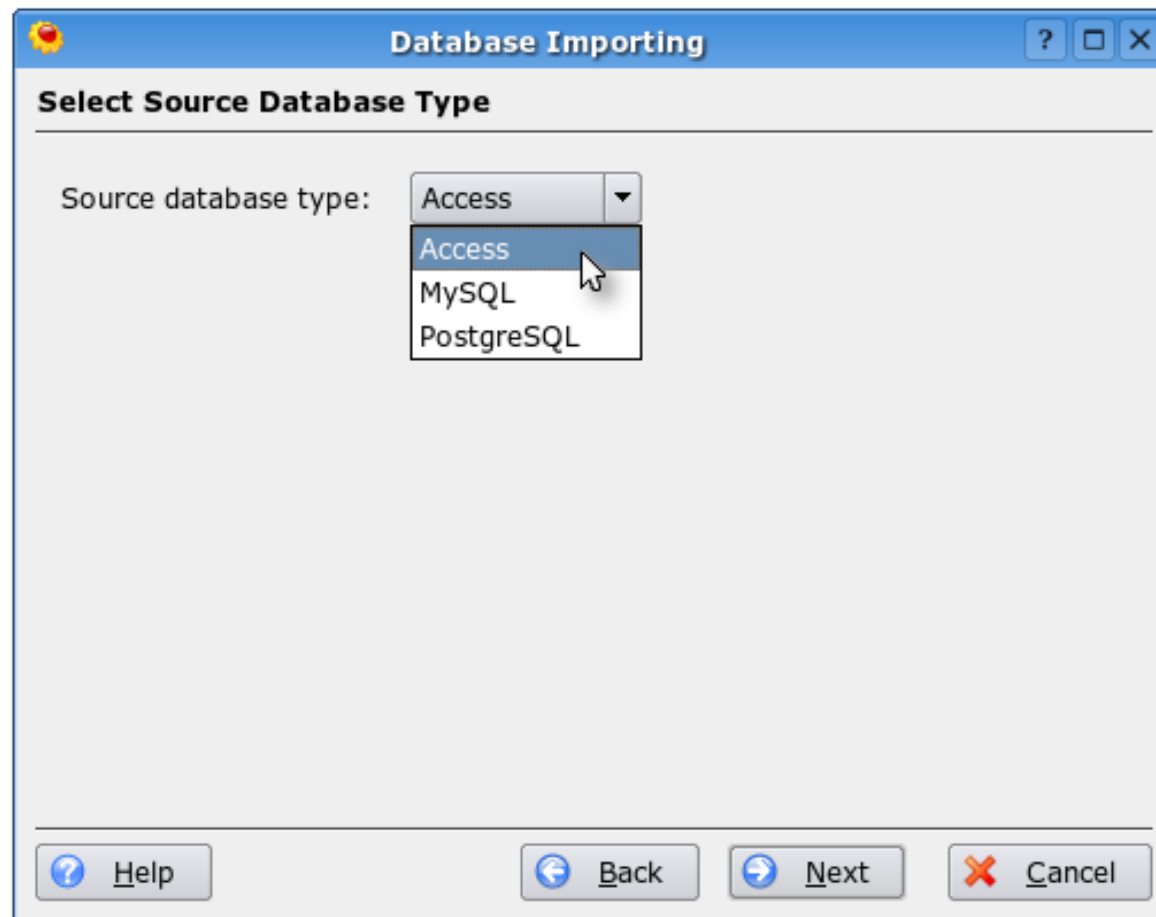 Database Importing ?
Select Source Database Type
Source database type: Access
Access
MySQL
PostgreSQL
Help Back Next Cancel